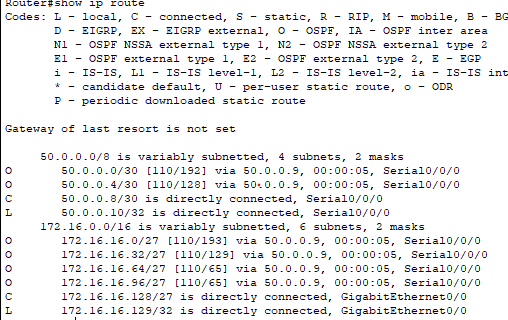 Router#show ip route
Codes: L - local, C - connected, S - static, R - RIP, M - mobile, B - BG
D - EIGRP, EX - EIGRP external, O - OSPF, IA - OSPF inter area
N1 - OSPF NSSA external type 1, N2 - OSPF NSSA external type 2
E1 - OSPF external type 1, E2 - OSPF external type 2, E - EGP
i - IS-IS, L1 - IS-IS level-1, L2 - IS-IS level-2, ia - IS-IS int
* - candidate default, U - per-user static route, o - ODR
P - periodic downloaded static route
Gateway of last resort is not set
50.0.0.0/8 is variably subnetted, 4 subnets, 2 masks
O 50.0.0.0/30 [110/192] via 50.0.0.9, 00:00:05, Serial0/0/0
O 50.0.0.4/30 [110/128] via 50.0.0.9, 00:00:05, Serial0/0/0
C 50.0.0.8/30 is directly connected, Serial0/0/0
L 50.0.0.10/32 is directly connected, Serial0/0/0
172.16.0.0/16 is variably subnetted, 6 subnets, 2 masks
O 172.16.16.0/27 [110/193] via 50.0.0.9, 00:00:05, Serial0/0/0
O 172.16.16.32/27 [110/129] via 50.0.0.9, 00:00:05, Serial0/0/0
O 172.16.16.64/27 [110/65] via 50.0.0.9, 00:00:05, Serial0/0/0
O 172.16.16.96/27 [110/65] via 50.0.0.9, 00:00:05, Serial0/0/0
C 172.16.16.128/27 is directly connected, GigabitEthernet0/0
L 172.16.16.129/32 is directly connected, GigabitEthernet0/0